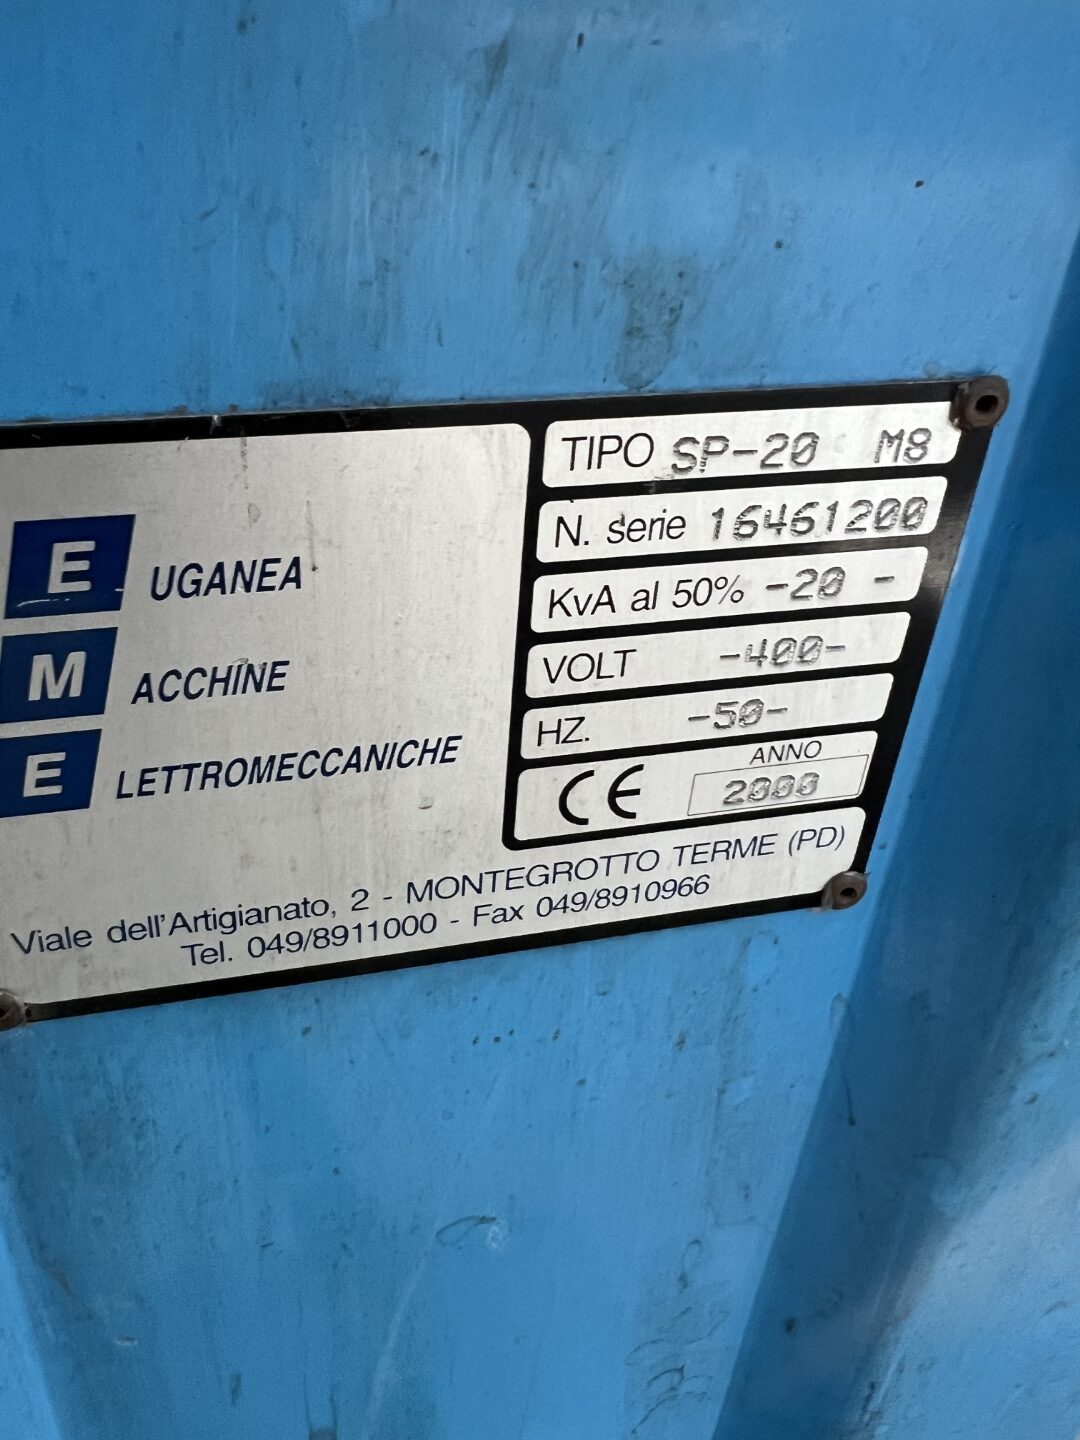 E UGANEA
M ACCHINE
E LETTROMECCANICHE
TIPO SP-20 M8
N. serie 16461200
KvA al 50% -20 -
VOLT -400-
HZ. -50-
CE ANNO
2000
Viale dell'Artigianato, 2 - MONTEGROTTO TERME (PD)
Tel. 049/8911000 - Fax 049/8910966